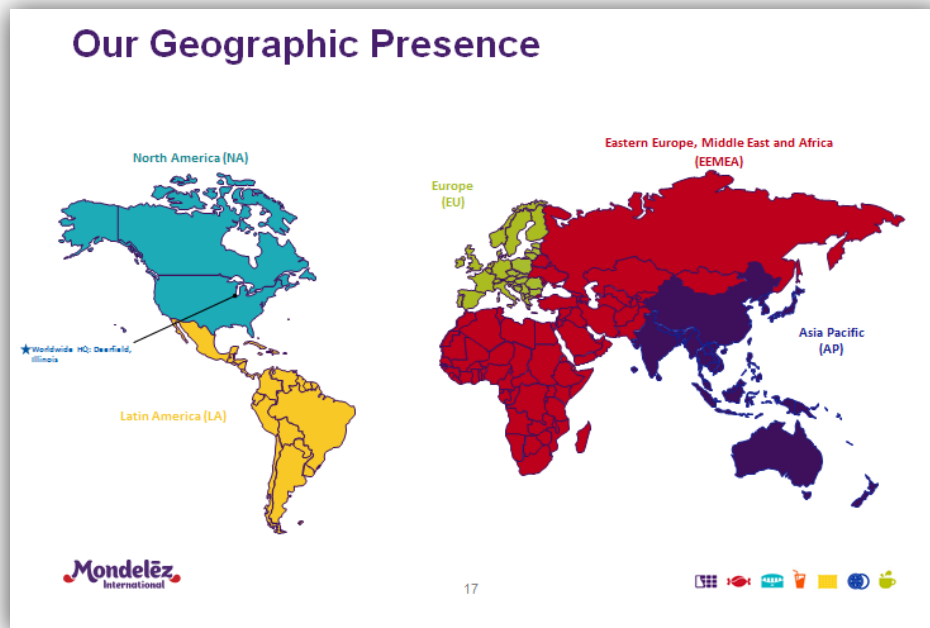 Our Geographic Presence
North America (NA)
Eastern Europe, Middle East and Africa
(EEMEA)
Europe
(EU)
Asia Pacific
(AP)
Worldwide HQ: Deerfield,
Illinois
Latin America (LA)
Mondelēz
International
17